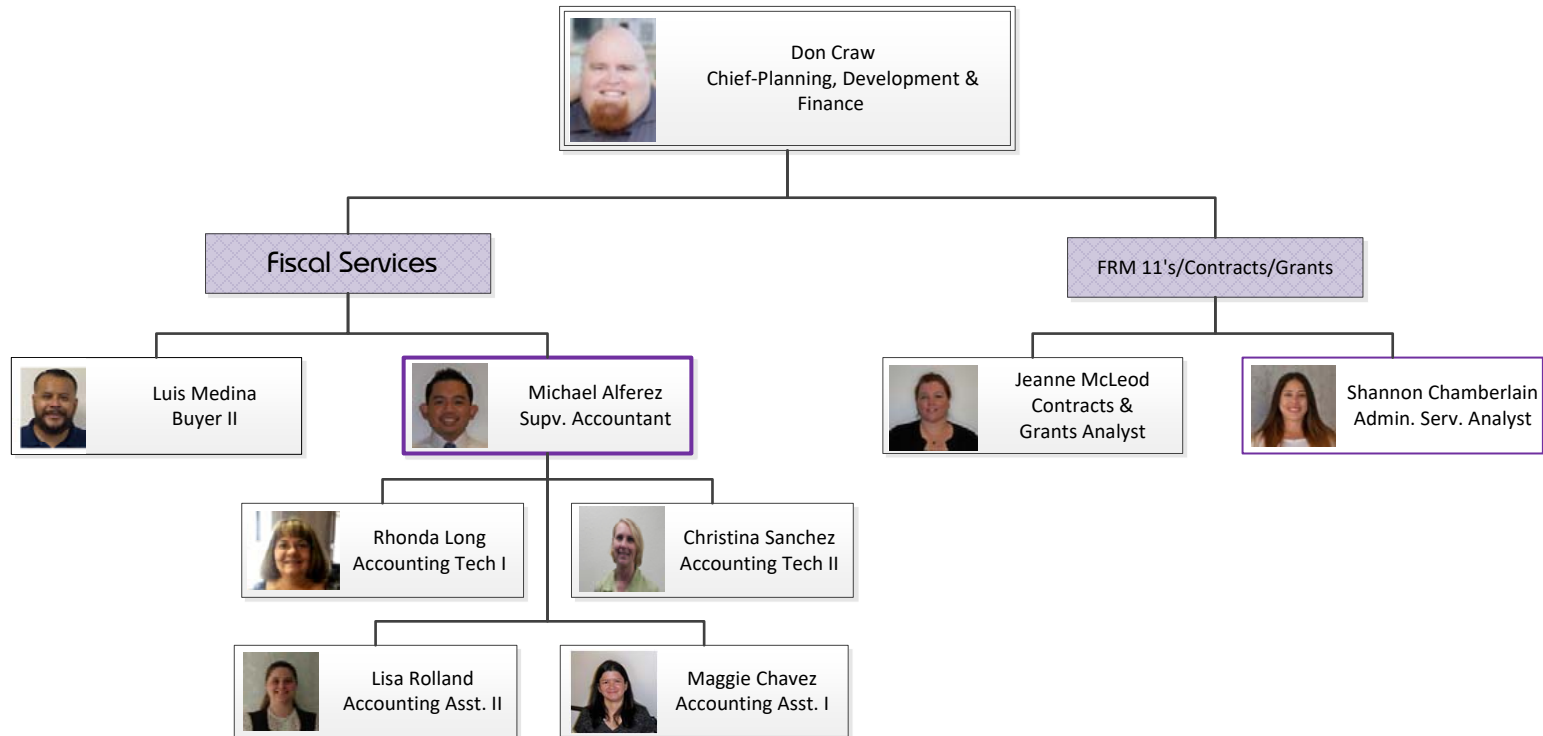 Don Craw
Chief-Planning, Development &
Finance
Fiscal Services
FRM 11's/Contracts/Grants
Luis Medina
Buyer II
Michael Alferez
Supv. Accountant
Jeanne McLeod
Contracts &
Grants Analyst
Shannon Chamberlain
Admin. Serv. Analyst
Rhonda Long
Accounting Tech I
Christina Sanchez
Accounting Tech II
Lisa Rolland
Accounting Asst. II
Maggie Chavez
Accounting Asst. I